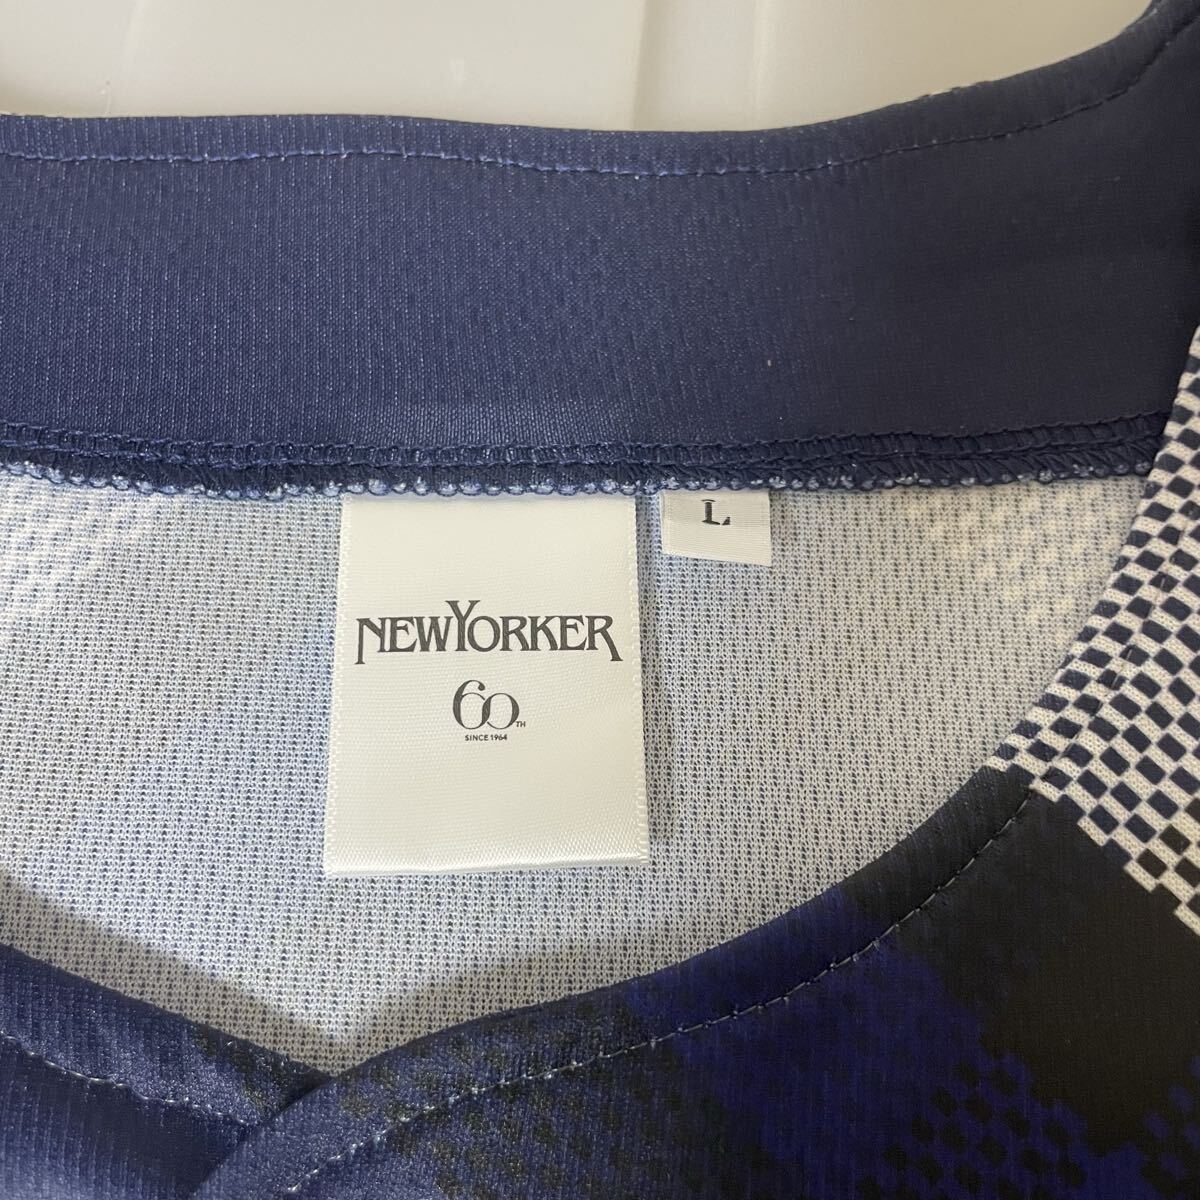 NEWYORKER
60TH
SINCE 1964
L